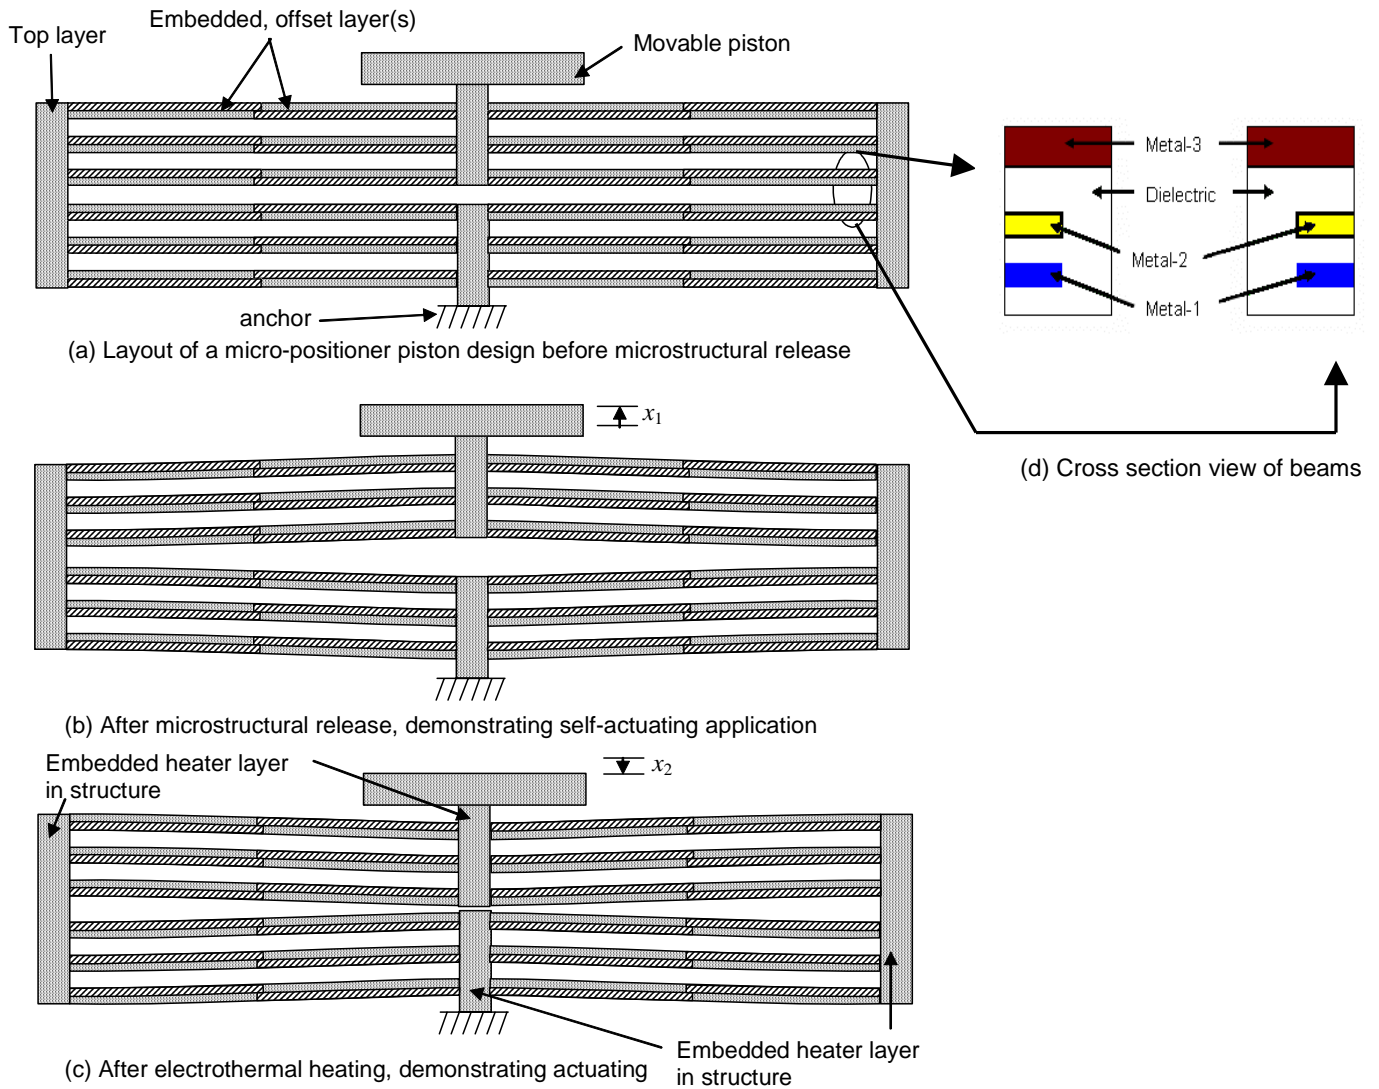 Embedded, offset layer(s)
Top layer
Movable piston
anchor
(a) Layout of a micro-positioner piston design before microstructural release
Metal-3
Dielectric
Metal-2
Metal-1
(d) Cross section view of beams
x1
(b) After microstructural release, demonstrating self-actuating application
Embedded heater layer
in structure
x2
(c) After electrothermal heating, demonstrating actuating
Embedded heater layer
in structure